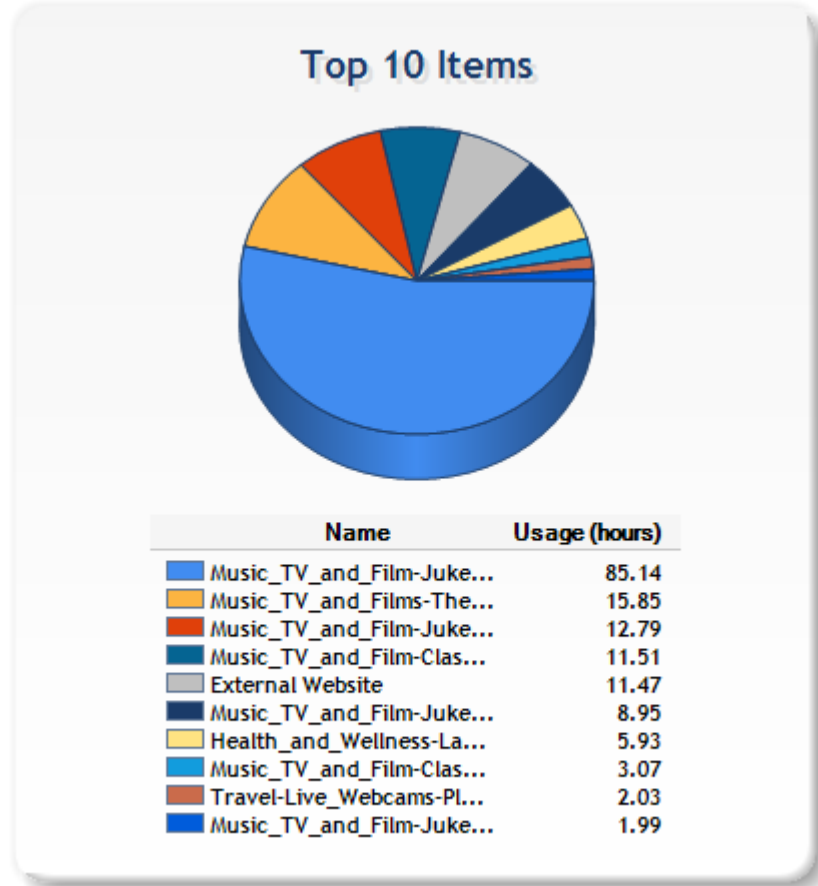 Top 10 Items
Name Usage (hours)
Music_TV_and_Film-Juke... 85.14
Music_TV_and_Films-The... 15.85
Music_TV_and_Film-Juke... 12.79
Music_TV_and_Film-Clas... 11.51
External Website 11.47
Music_TV_and_Film-Juke... 8.95
Health_and_Wellness-La... 5.93
Music_TV_and_Film-Clas... 3.07
Travel-Live_Webcams-Pl... 2.03
Music_TV_and_Film-Juke... 1.99